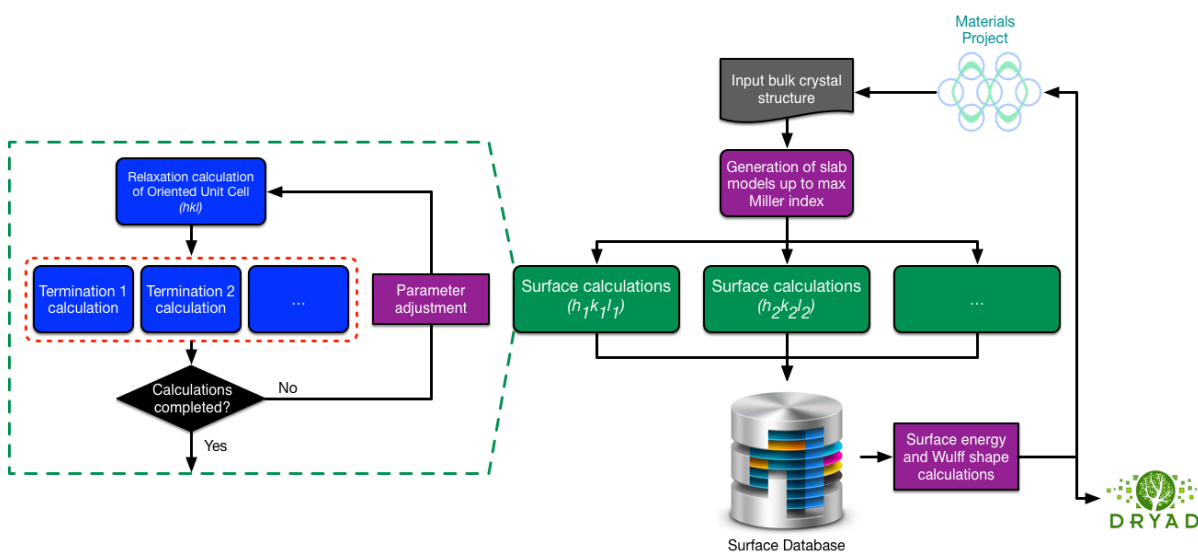 Materials
Project
Input bulk crystal
structure
Generation of slab
models up to max
Miller index
Relaxation calculation
of Oriented Unit Cell
(hkl)
Termination 1
calculation
Termination 2
calculation
...
Parameter
adjustment
Calculations
completed?
No
Yes
Surface calculations
(h₁k₁l₁)
Surface calculations
(h₂k₂l₂)
...
Surface Database
Surface energy
and Wulff shape
calculations
DRYAD